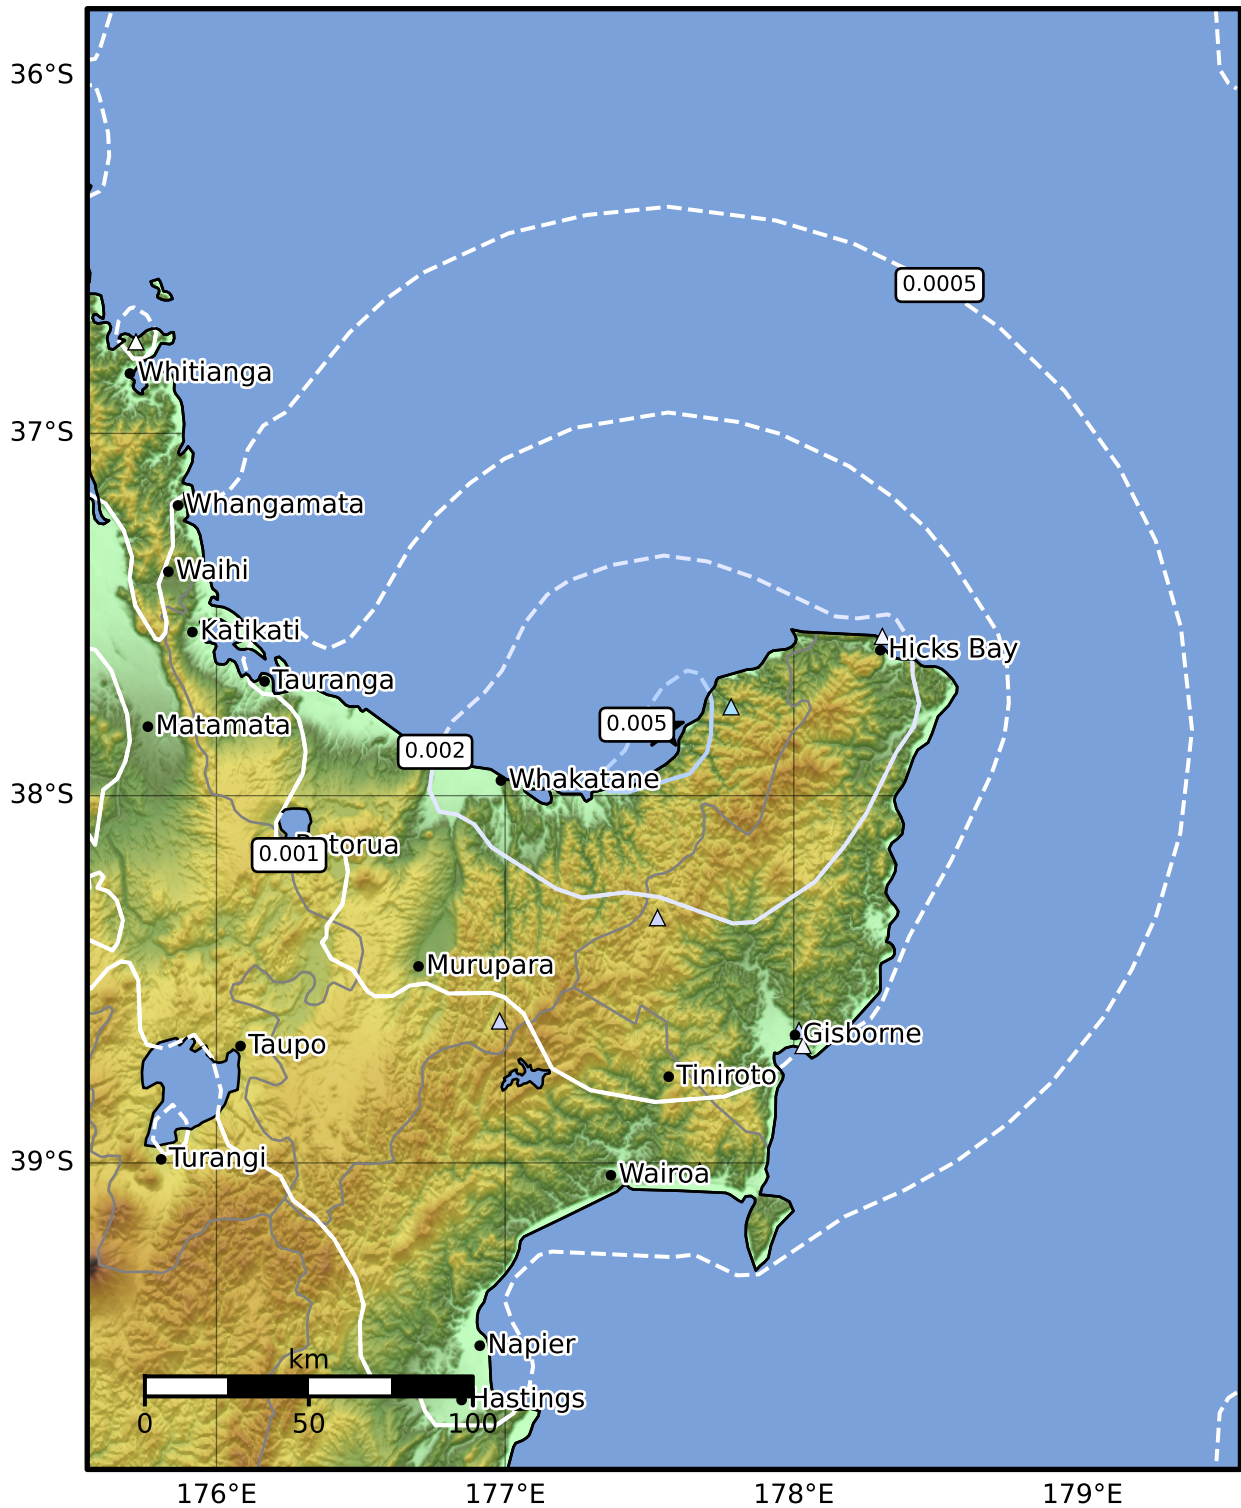 36°S
0.0005
Whitianga
37°S
Whangamata
Waihi
Katikati
Hicks Bay
Tauranga
Matamata
0.005
0.002
Whakatane
38°S
0.001
Rotorua
Murupara
Gisborne
Taupo
Tiniroto
39°S
Turangi
Wairoa
Napier
km
Hastings
0 50 100
176°E 177°E 178°E 179°E